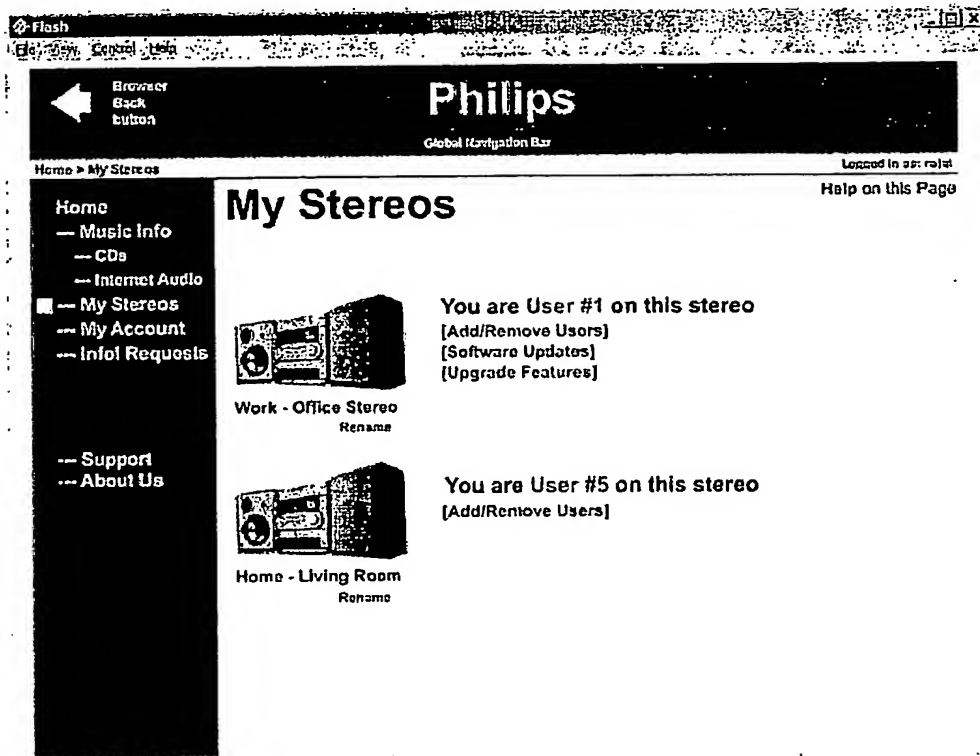 Flash
File View Control Help
Browser
Back
button
Philips
Global Navigation Bar
Home > My Stereos
Logged in as: rajal
Help on this Page
Home
--- Music Info
--- CDs
--- Internet Audio
--- My Stereos
--- My Account
--- Info! Requests
--- Support
--- About Us
My Stereos
You are User #1 on this stereo
[Add/Remove Users]
[Software Updates]
[Upgrade Features]
Work - Office Stereo
Rename
You are User #5 on this stereo
[Add/Remove Users]
Home - Living Room
Rename